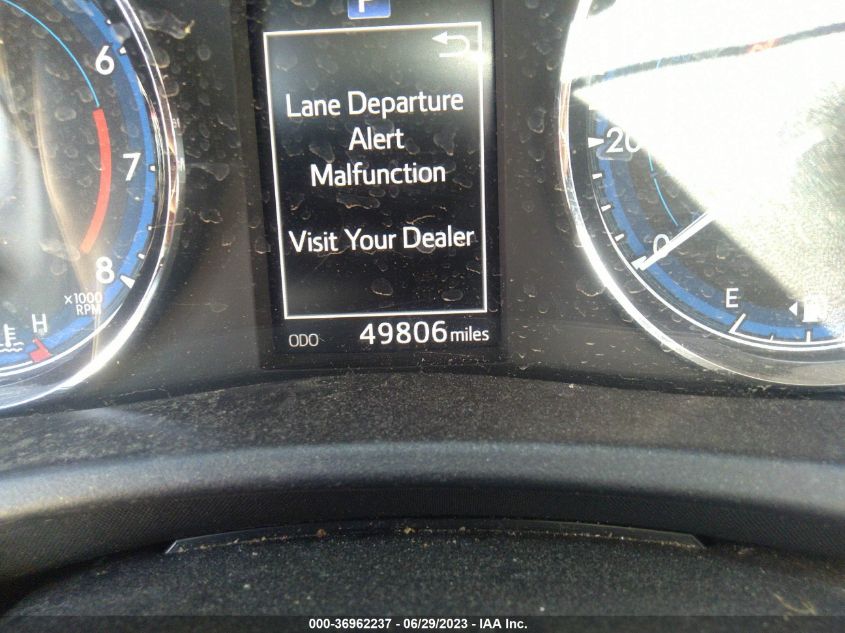 P
Lane Departure
Alert
Malfunction
Visit Your Dealer
ODO 49806 miles
6
7
8
x1000
RPM
H
20
0
E
000-36962237 - 06/29/2023 - IAA Inc.